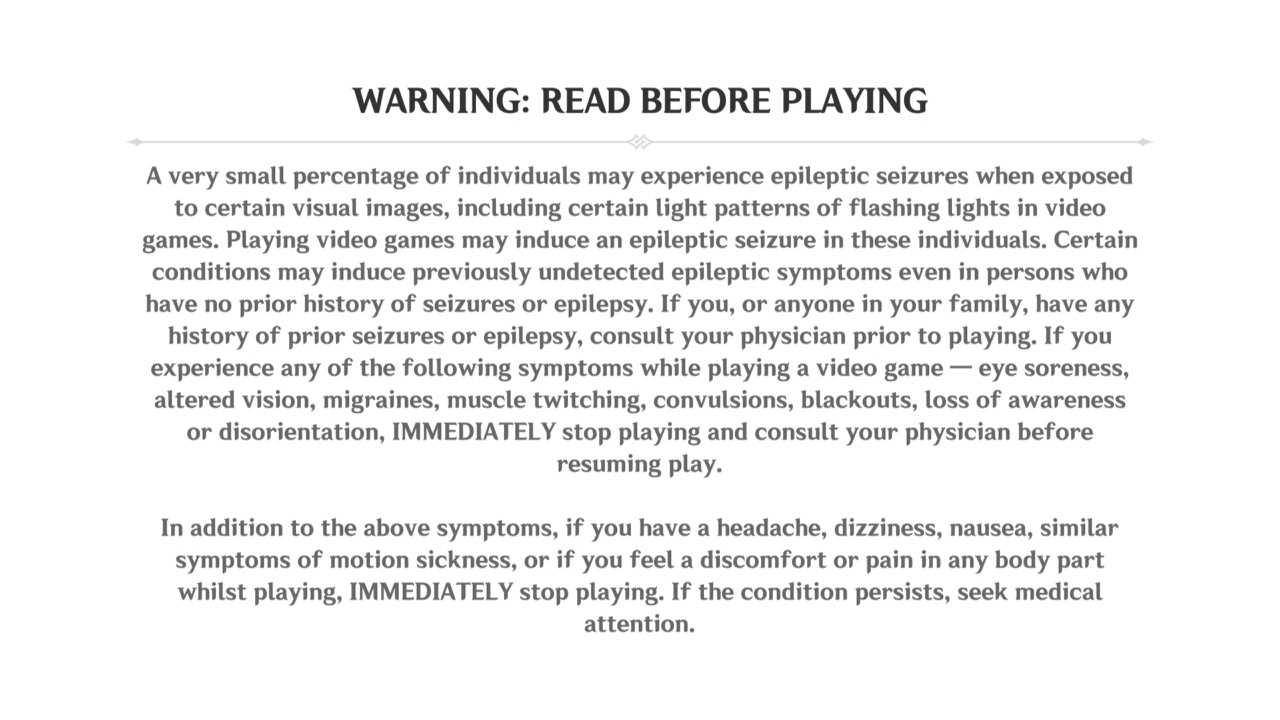 WARNING: READ BEFORE PLAYING
A very small percentage of individuals may experience epileptic seizures when exposed
to certain visual images, including certain light patterns of flashing lights in video
games. Playing video games may induce an epileptic seizure in these individuals. Certain
conditions may induce previously undetected epileptic symptoms even in persons who
have no prior history of seizures or epilepsy. If you, or anyone in your family, have any
history of prior seizures or epilepsy, consult your physician prior to playing. If you
experience any of the following symptoms while playing a video game — eye soreness,
altered vision, migraines, muscle twitching, convulsions, blackouts, loss of awareness
or disorientation, IMMEDIATELY stop playing and consult your physician before
resuming play.
In addition to the above symptoms, if you have a headache, dizziness, nausea, similar
symptoms of motion sickness, or if you feel a discomfort or pain in any body part
whilst playing, IMMEDIATELY stop playing. If the condition persists, seek medical
attention.